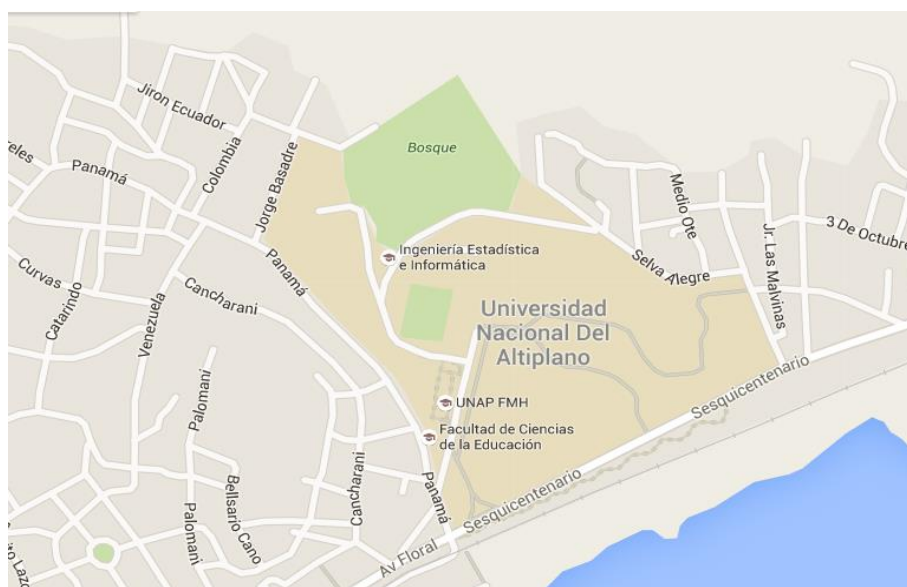 Jiron Ecuador
Bosque
Colombia
Panamá
Jorge Basadre
Medio Ote
Jr. Las Malvinas
3 De Octubre
Ingeniería Estadística
e Informática
Panamá
Selva Alegre
Curvas
Cancharani
Catarindo
Venezuela
Universidad
Nacional Del
Altiplano
Sesquicentenario
Palomani
UNAP FMH
Facultad de Ciencias
de la Educación
Cancharani
Bellsario Cano
Panamá
Sesquicentenario
Palomani
Av Floral